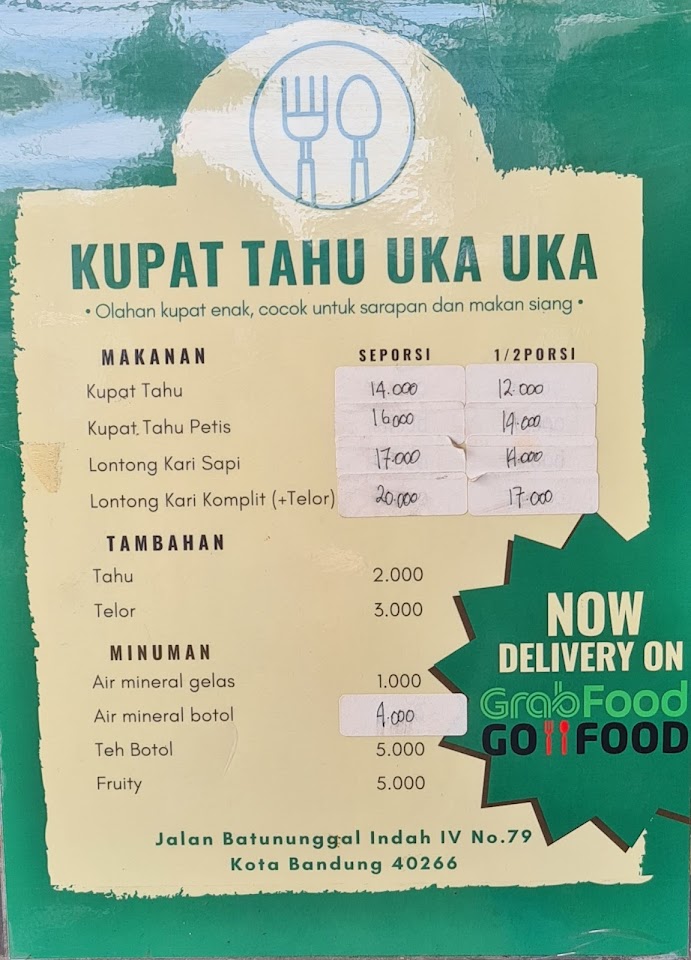 KUPAT TAHU UKA UKA
• Olahan kupat enak, cocok untuk sarapan dan makan siang •
MAKANAN SEPORSI 1/2PORSI
Kupat Tahu 14.000 12.000
Kupat Tahu Petis 16000 14.000
Lontong Kari Sapi 17.000 14.000
Lontong Kari Komplit (+Telor) 20.000 17.000
TAMBAHAN
Tahu 2.000
Telor 3.000
MINUMAN
Air mineral gelas 1.000
Air mineral botol 4.000
Teh Botol 5.000
Fruity 5.000
NOW
DELIVERY ON
GrabFood
GO FOOD
Jalan Batununggal Indah IV No.79
Kota Bandung 40266